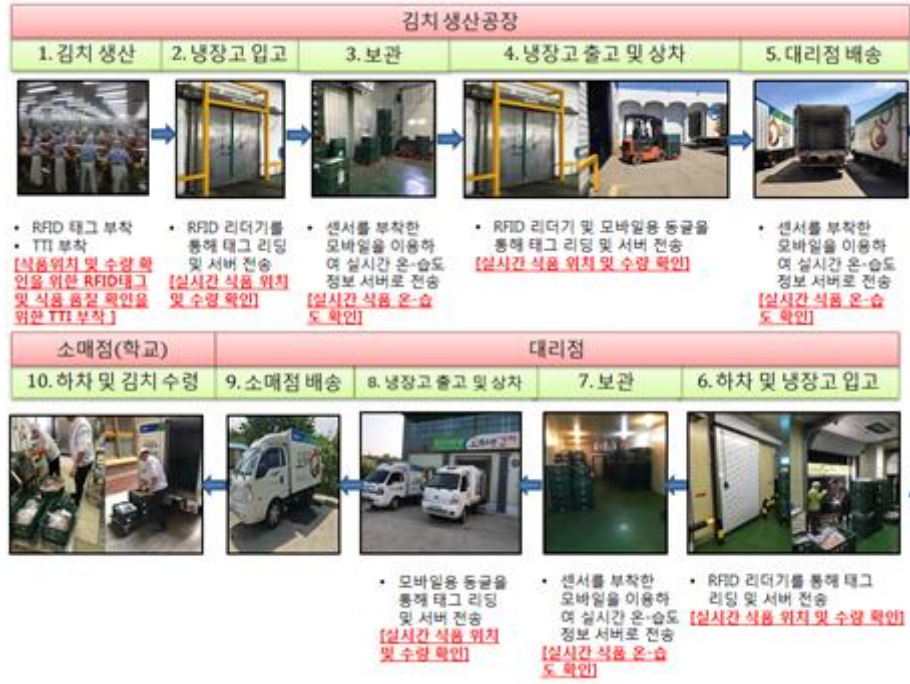 김치 생산공장
1. 김치 생산
2. 냉장고 입고
3. 보관
4. 냉장고 출고 및 상차
5. 대리점 배송
• RFID 태그 부착
• TTI 부착
[식품위치 및 수량 확
인을 위한 RFID태그
및 식품 품질 확인을
위한 TTI 부착 ]
• RFID 리더기를
통해 태그 리딩
및 서버 전송
[실시간 식품 위치
및 수량 확인]
• 센서를 부착한
모바일을 이용하
여 실시간 온-습도
정보 서버로 전송
[실시간 식품 온-습
도 확인]
• RFID 리더기 및 모바일용 동글을
통해 태그 리딩 및 서버 전송
[실시간 식품 위치 및 수량 확인]
• 센서를 부착한
모바일을 이용하
여 실시간 온-습도
정보 서버로 전송
[실시간 식품 온-습
도 확인]
소매점(학교)
대리점
10. 하차 및 김치 수령
9. 소매점 배송
8. 냉장고 출고 및 상차
7. 보관
6. 하차 및 냉장고 입고
• 모바일용 동글을
통해 태그 리딩
및 서버 전송
[실시간 식품 위치
및 수량 확인]
• 센서를 부착한
모바일을 이용하
여 실시간 온-습도
정보 서버로 전송
[실시간 식품 온-습
도 확인]
• RFID 리더기를 통해 태그
리딩 및 서버 전송
[실시간 식품 위치 및 수량 확인]